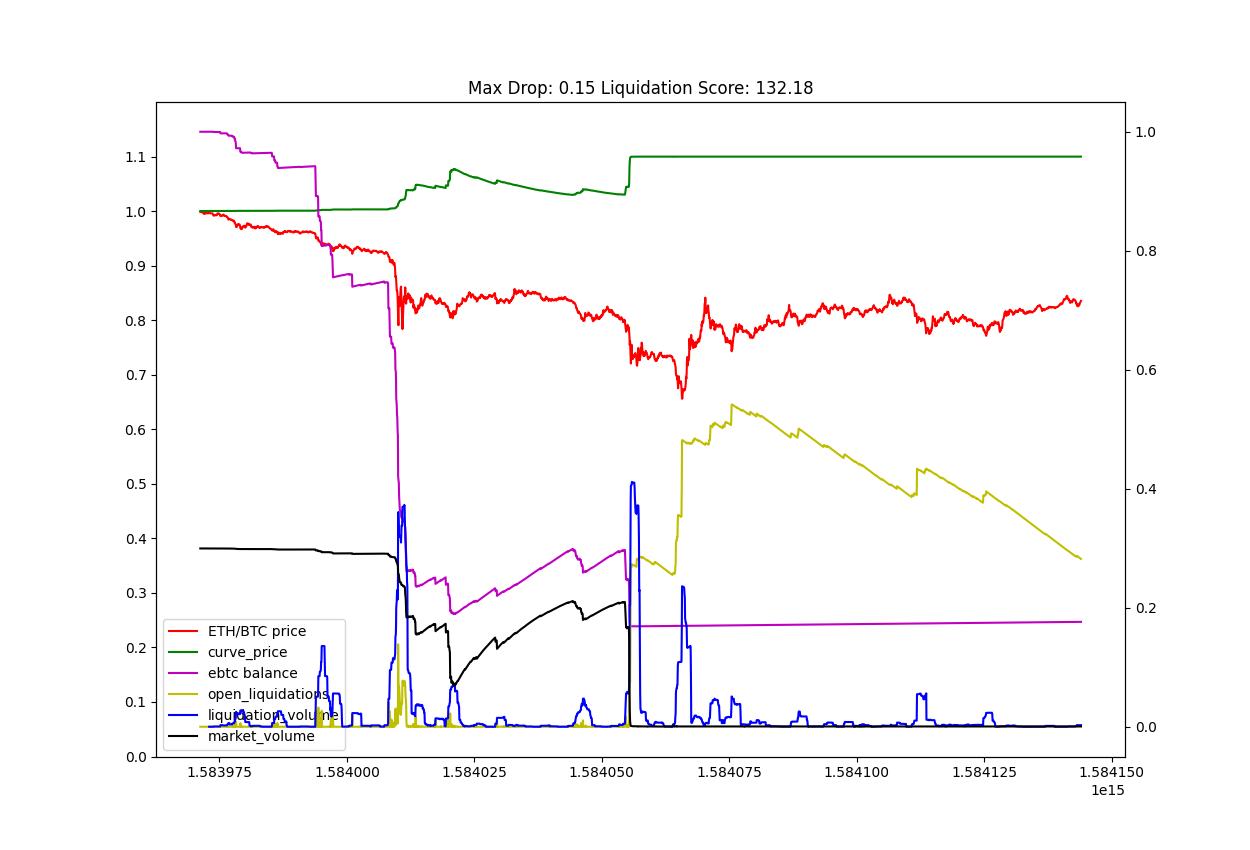 Max Drop: 0.15 Liquidation Score: 132.18
1.1
1.0
0.9
0.8
0.7
0.6
0.5
0.4
0.3
0.2
0.1
0.0
1.0
0.8
0.6
0.4
0.2
0.0
ETH/BTC price
curve_price
ebtc balance
open_liquidations
liquidation_volume
market_volume
1.583975 1.584000 1.584025 1.584050 1.584075 1.584100 1.584125 1.584150
1e15